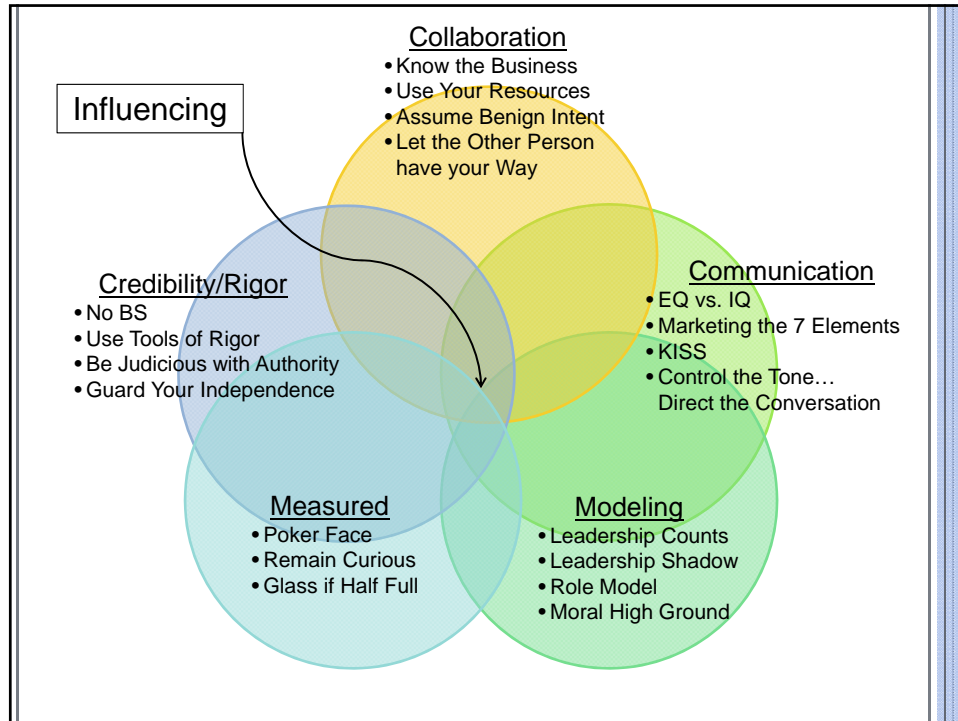 Collaboration
• Know the Business
• Use Your Resources
• Assume Benign Intent
• Let the Other Person
have your Way
Influencing
Credibility/Rigor
• No BS
• Use Tools of Rigor
• Be Judicious with Authority
• Guard Your Independence
Communication
• EQ vs. IQ
• Marketing the 7 Elements
• KISS
• Control the Tone…
Direct the Conversation
Measured
• Poker Face
• Remain Curious
• Glass if Half Full
Modeling
• Leadership Counts
• Leadership Shadow
• Role Model
• Moral High Ground